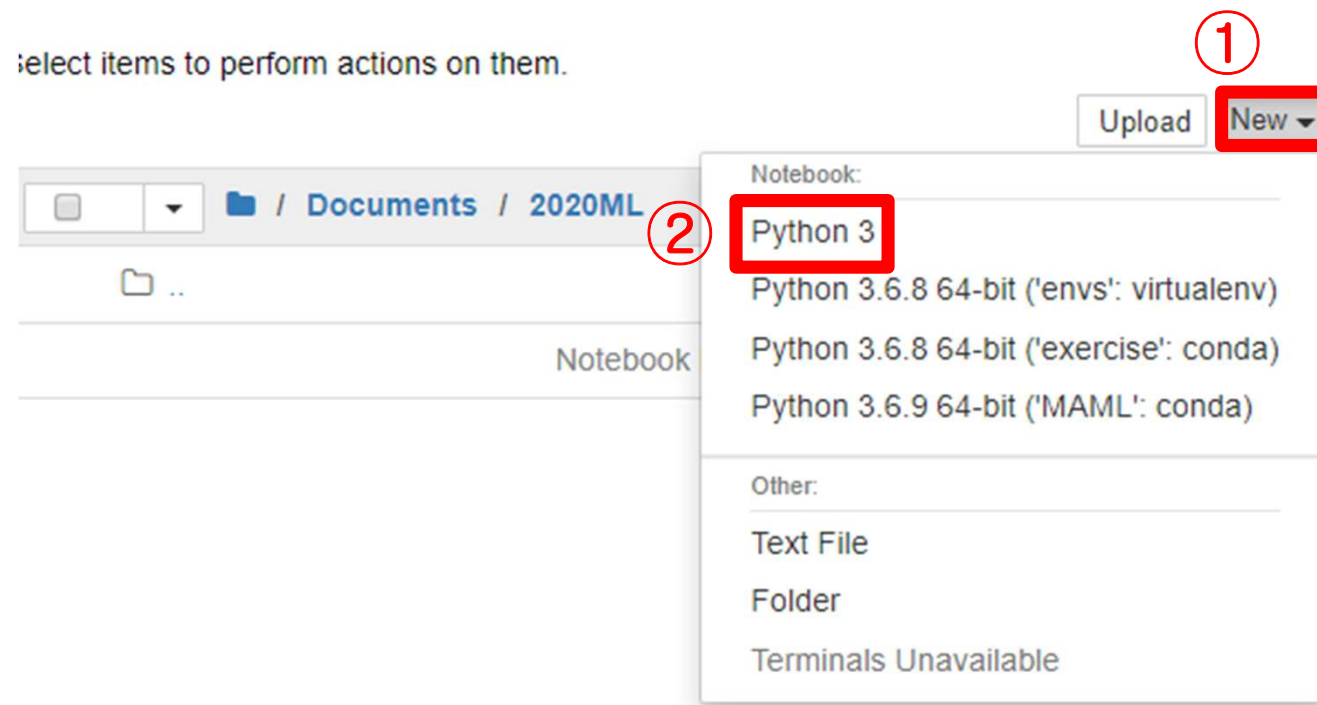 ①
select items to perform actions on them.
Upload New
/ Documents / 2020ML
Notebook:
② Python 3
..
Python 3.6.8 64-bit ('envs': virtualenv)
Notebook
Python 3.6.8 64-bit ('exercise': conda)
Python 3.6.9 64-bit ('MAML': conda)
Other:
Text File
Folder
Terminals Unavailable